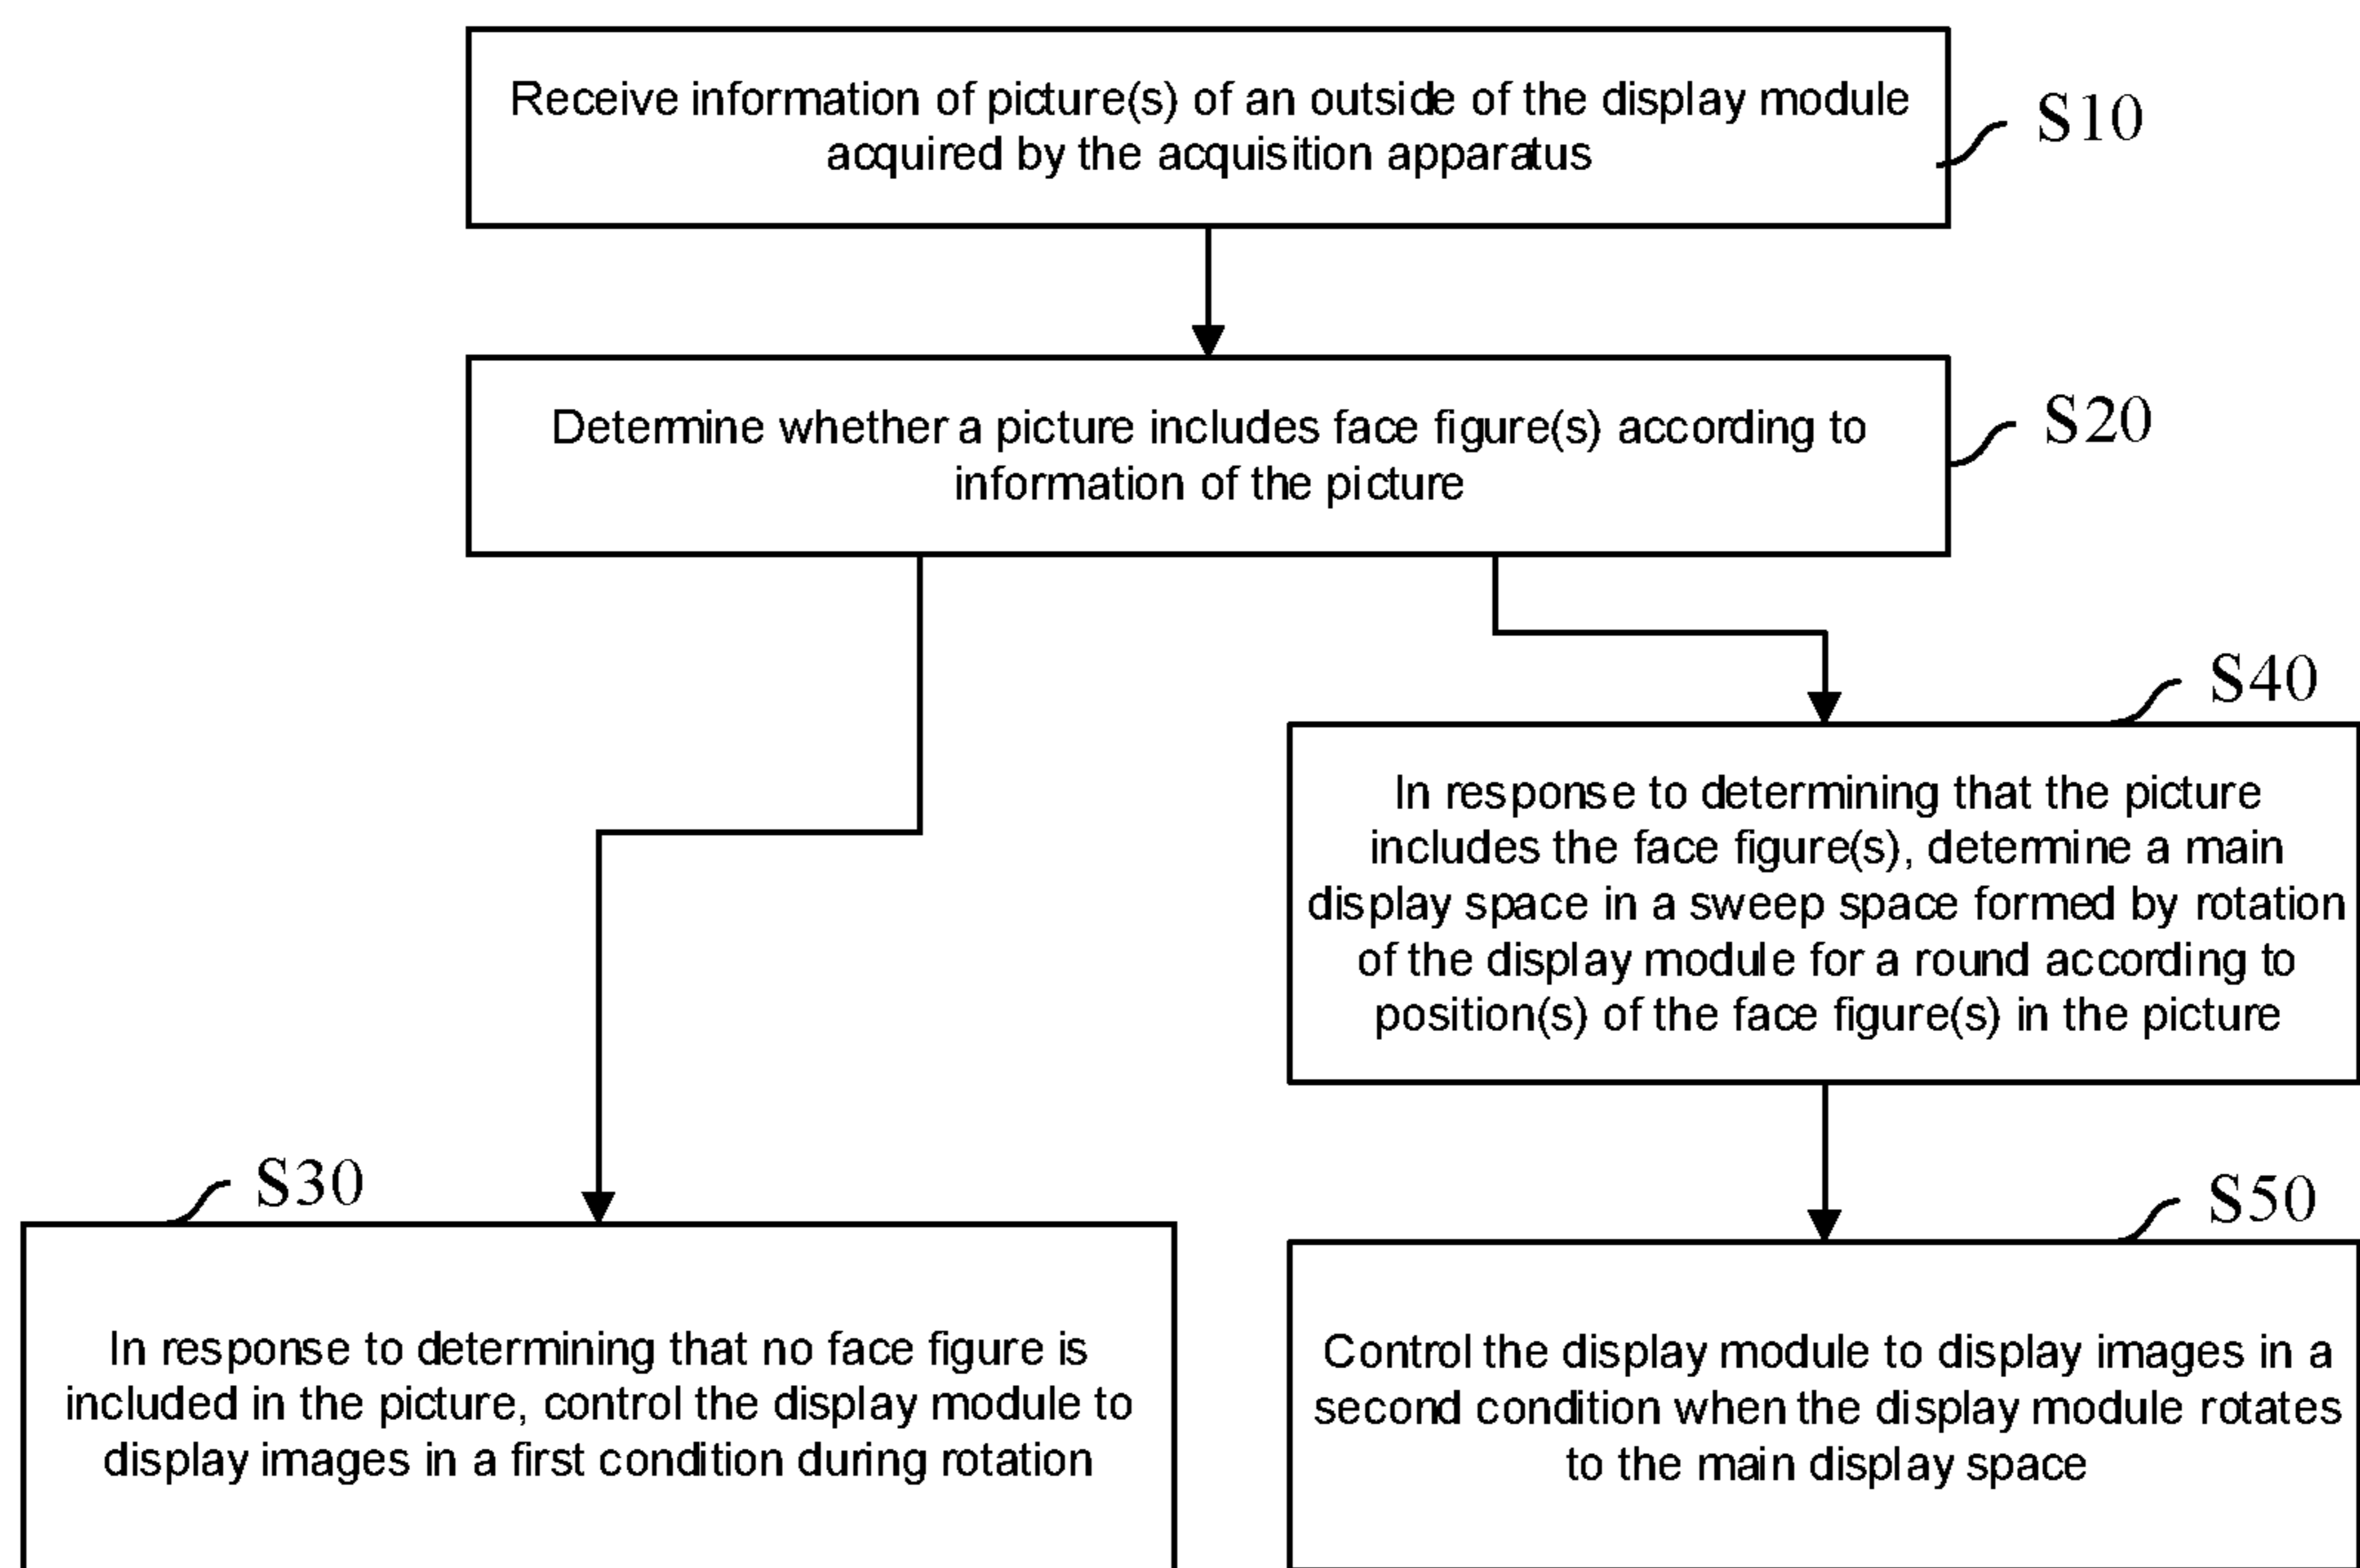 Receive information of picture(s) of an outside of the display module
acquired by the acquisition apparatus
S10
Determine whether a picture includes face figure(s) according to
information of the picture
S20
S40
In response to determining that the picture
includes the face figure(s), determine a main
display space in a sweep space formed by rotation
of the display module for a round according to
position(s) of the face figure(s) in the picture
S30
In response to determining that no face figure is
included in the picture, control the display module to
display images in a first condition during rotation
S50
Control the display module to display images in a
second condition when the display module rotates
to the main display space